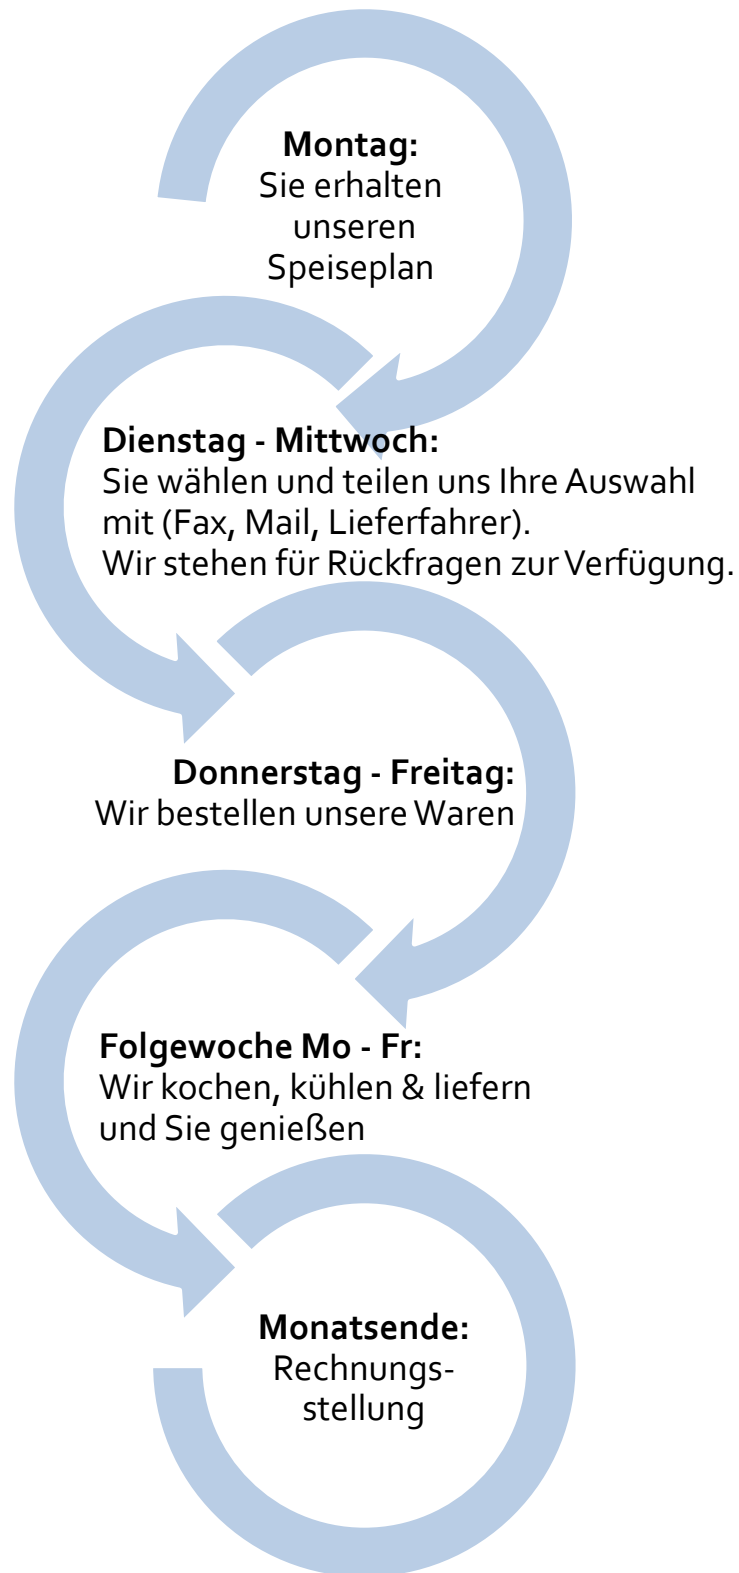 Montag:
Sie erhalten
unseren
Speiseplan
Dienstag - Mittwoch:
Sie wählen und teilen uns Ihre Auswahl
mit (Fax, Mail, Lieferfahrer).
Wir stehen für Rückfragen zur Verfügung.
Donnerstag - Freitag:
Wir bestellen unsere Waren
Folgewoche Mo - Fr:
Wir kochen, kühlen & liefern
und Sie genießen
Monatsende:
Rechnungs-
stellung